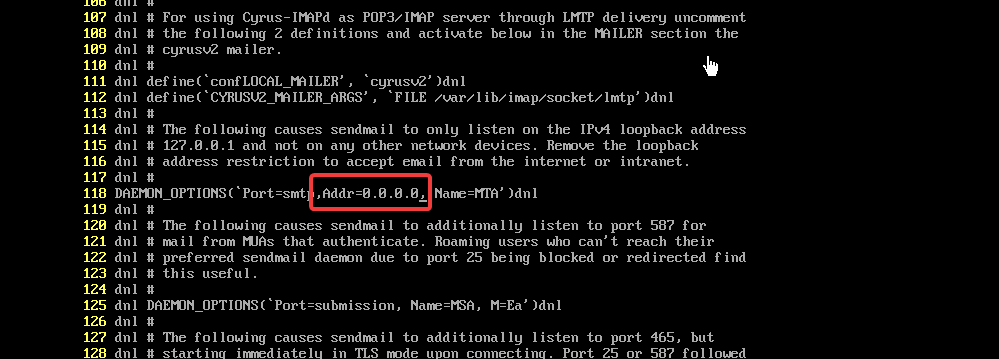 106 dnl #
107 dnl # For using Cyrus-IMAPd as POP3/IMAP server through LMTP delivery uncomment
108 dnl # the following 2 definitions and activate below in the MAILER section the
109 dnl # cyrusv2 mailer.
110 dnl #
111 dnl define(`confLOCAL_MAILER', `cyrusv2')dnl
112 dnl define(`CYRUSV2_MAILER_ARGS', `FILE /var/lib/imap/socket/lmtp')dnl
113 dnl #
114 dnl # The following causes sendmail to only listen on the IPv4 loopback address
115 dnl # 127.0.0.1 and not on any other network devices. Remove the loopback
116 dnl # address restriction to accept email from the internet or intranet.
117 dnl #
118 DAEMON_OPTIONS(`Port=smtp,Addr=0.0.0.0, Name=MTA')dnl
119 dnl #
120 dnl # The following causes sendmail to additionally listen to port 587 for
121 dnl # mail from MUAs that authenticate. Roaming users who can't reach their
122 dnl # preferred sendmail daemon due to port 25 being blocked or redirected find
123 dnl # this useful.
124 dnl #
125 dnl DAEMON_OPTIONS(`Port=submission, Name=MSA, M=Ea')dnl
126 dnl #
127 dnl # The following causes sendmail to additionally listen to port 465, but
128 dnl # starting immediately in TLS mode upon connecting. Port 25 or 587 followed